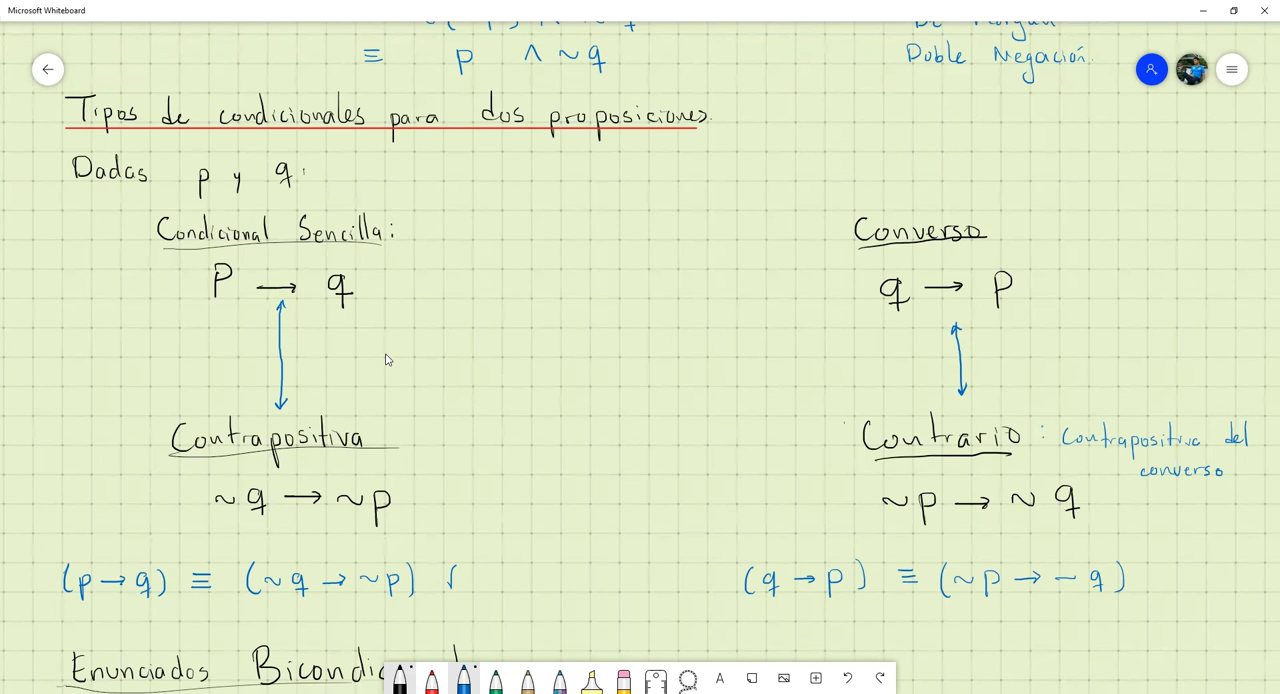 Microsoft Whiteboard
≡ p ∧ ~q
Doble Negación.
Tipos de condicionales para dos proposiciones.
Dadas p y q:
Condicional Sencilla:
p → q
Converso
q → p
Contrapositiva
~q → ~p
Contrario : Contrapositiva del
converso
~p → ~q
(p → q) ≡ (~q → ~p) √
(q → p) ≡ (~p → ~q)
Enunciados